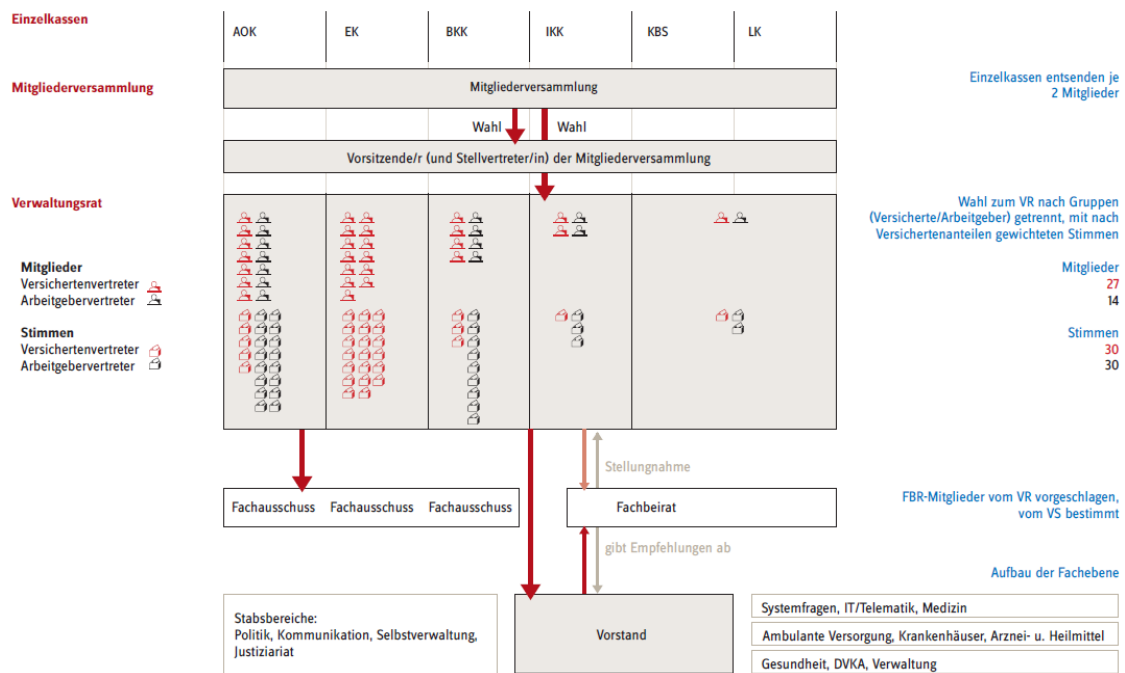 Einzelkassen
AOK EK BKK IKK KBS LK
Mitgliederversammlung
Mitgliederversammlung
Einzelkassen entsenden je
2 Mitglieder
Wahl Wahl
Vorsitzende/r (und Stellvertreter/in) der Mitgliederversammlung
Verwaltungsrat
Wahl zum VR nach Gruppen
(Versicherte/Arbeitgeber) getrennt, mit nach
Versichertenanteilen gewichteten Stimmen
Mitglieder
Versichertenvertreter
Arbeitgebervertreter
Mitglieder
27
14
Stimmen
Versichertenvertreter
Arbeitgebervertreter
Stimmen
30
30
Stellungnahme
Fachausschuss Fachausschuss Fachausschuss
Fachbeirat
FBR-Mitglieder vom VR vorgeschlagen,
vom VS bestimmt
gibt Empfehlungen ab
Aufbau der Fachebene
Stabsbereiche:
Politik, Kommunikation, Selbstverwaltung,
Justiziariat
Vorstand
Systemfragen, IT/Telematik, Medizin
Ambulante Versorgung, Krankenhäuser, Arznei- u. Heilmittel
Gesundheit, DVKA, Verwaltung